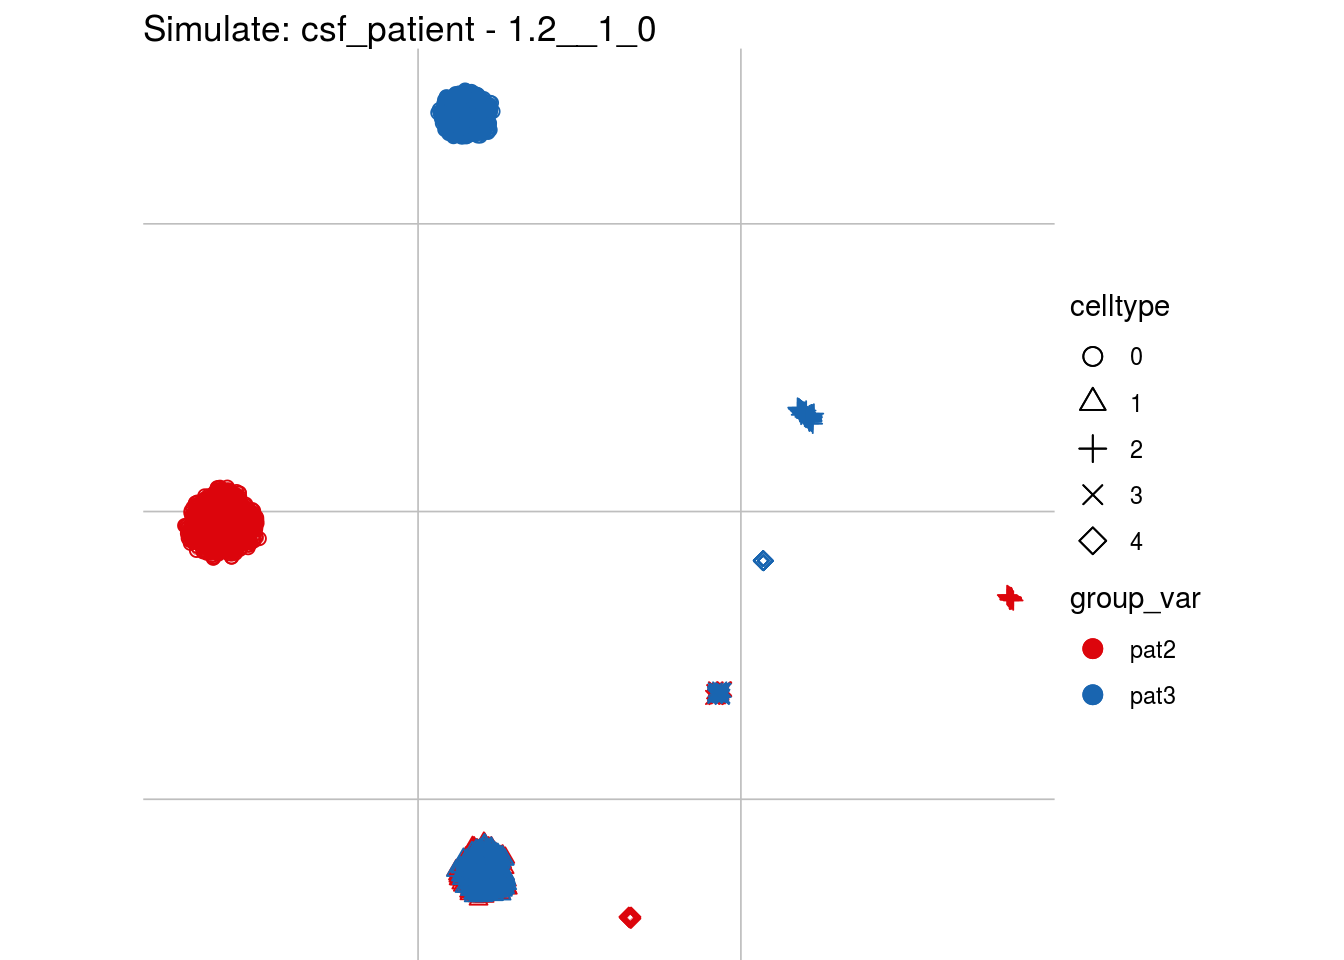 Simulate: csf_patient - 1.2__1_0
celltype
0
1
2
3
4
group_var
pat2
pat3